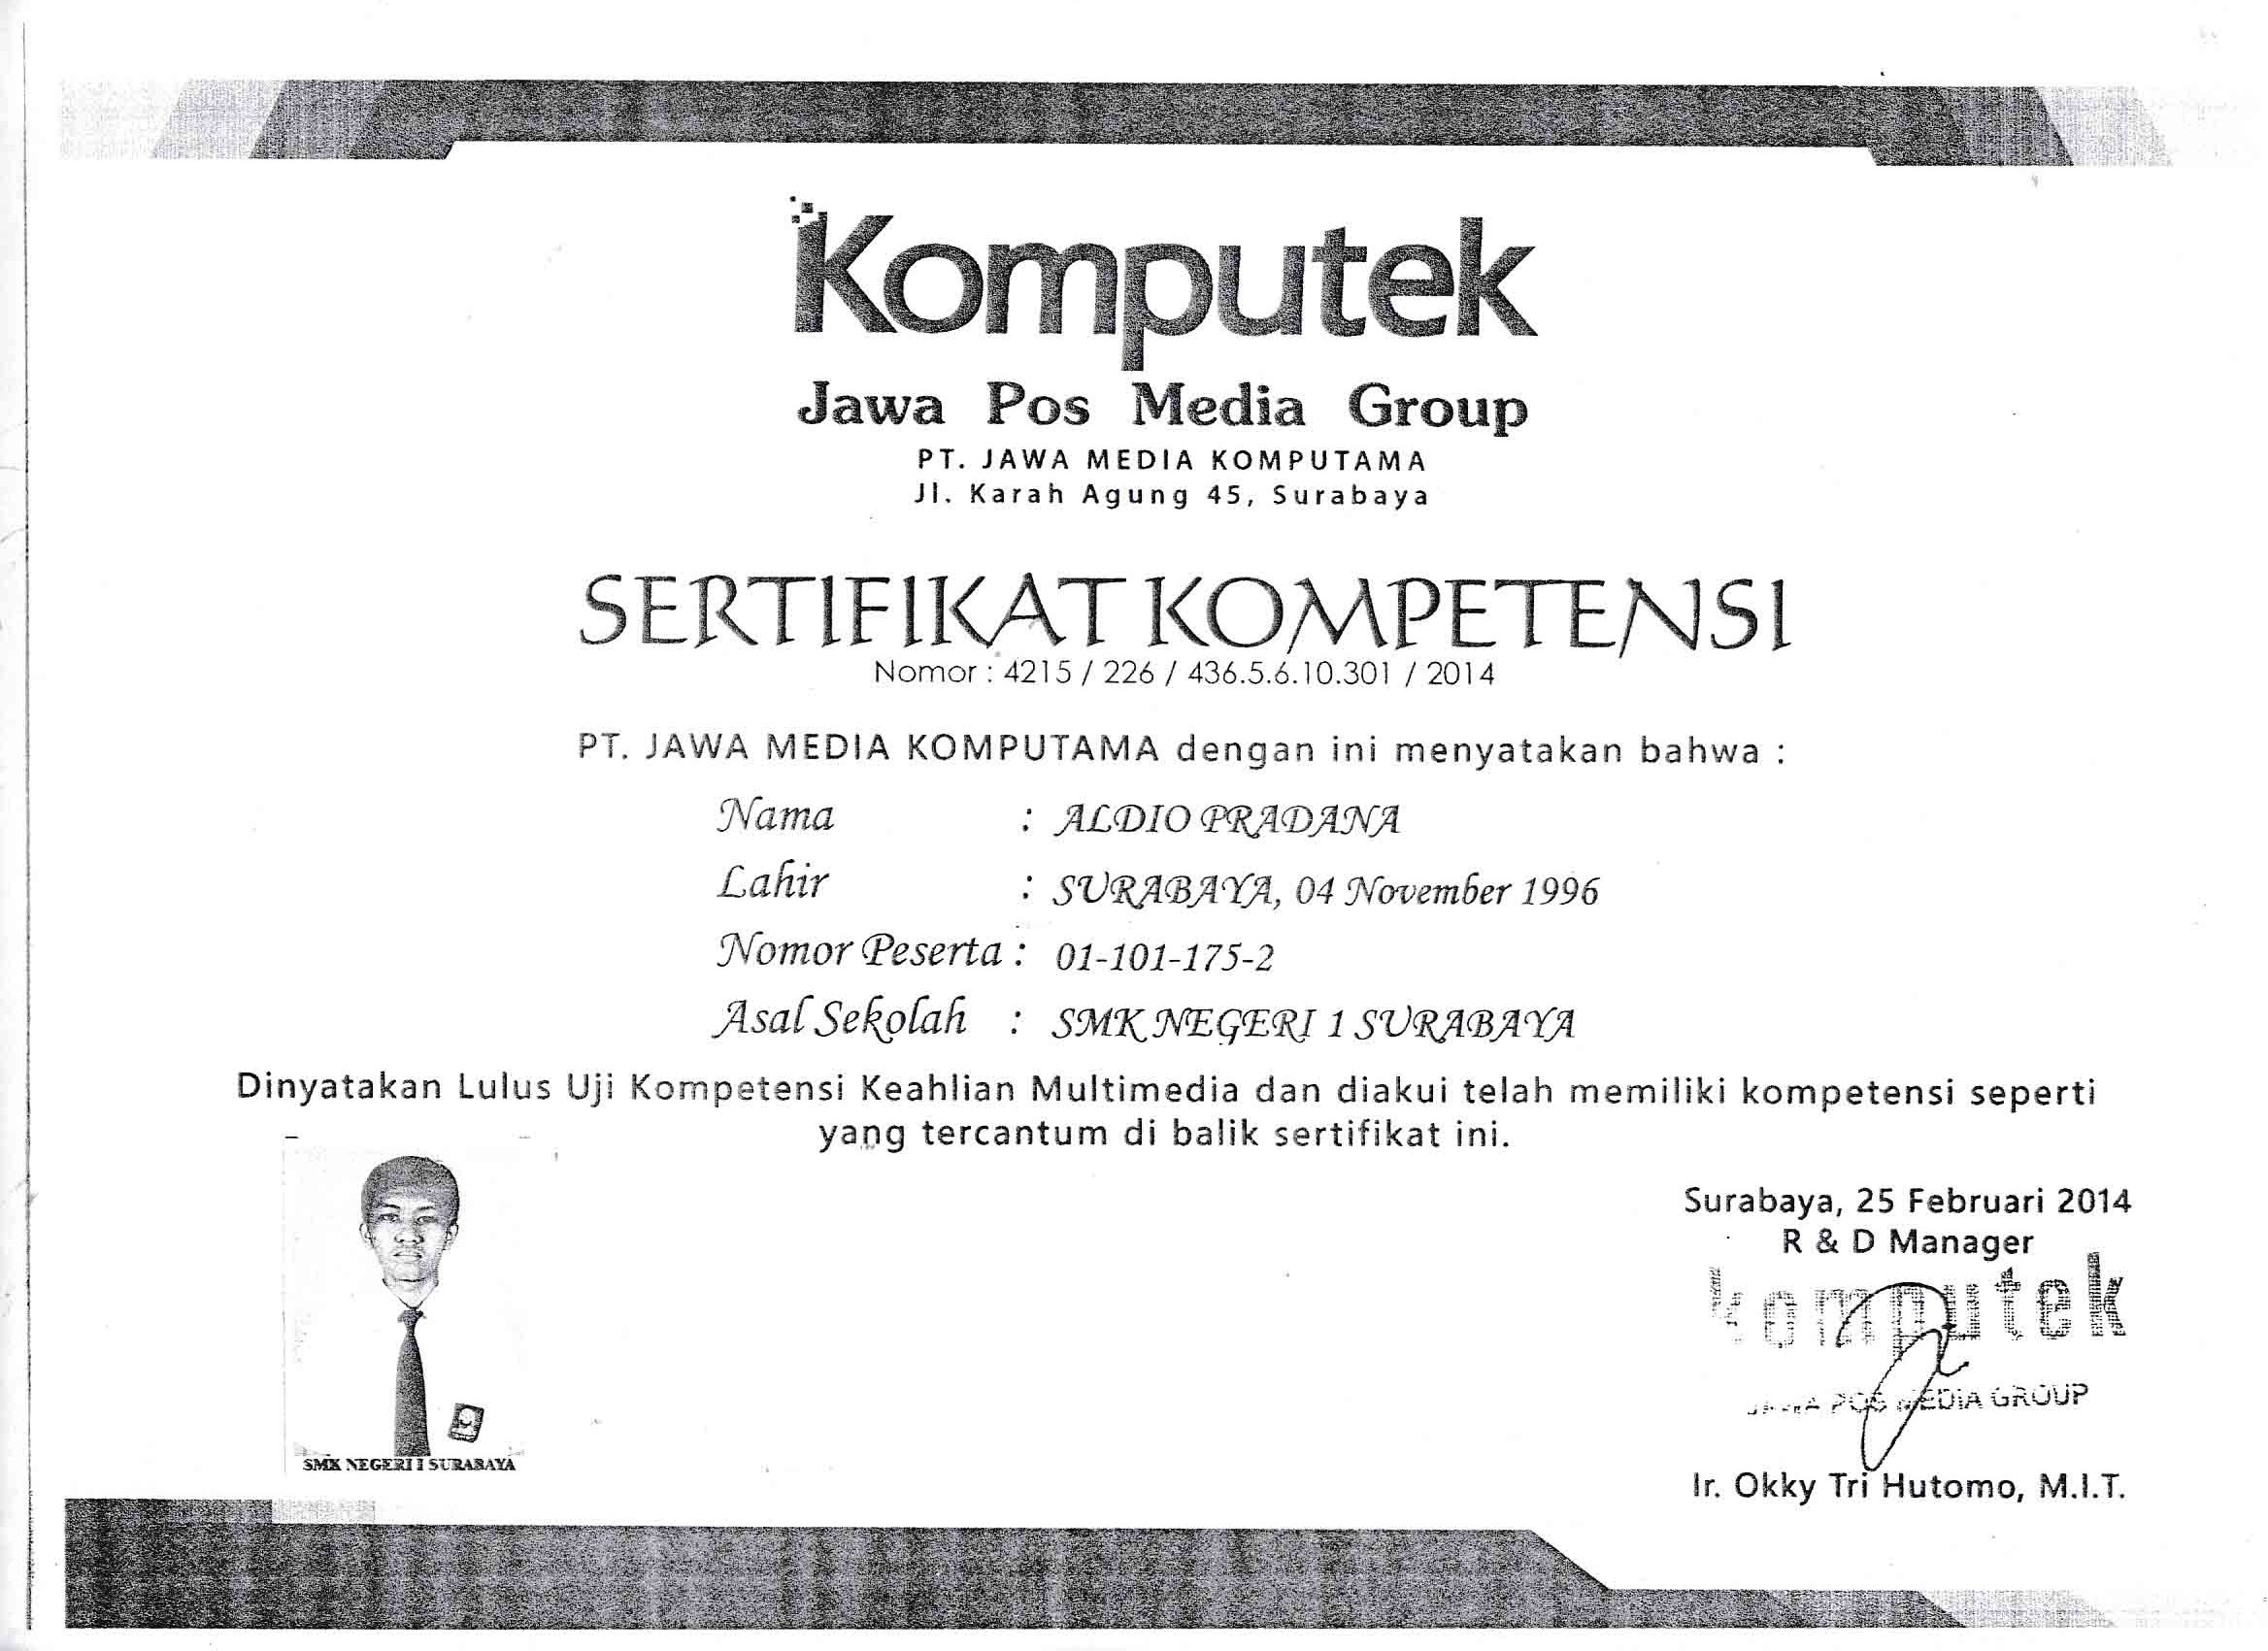 Komputek
Jawa Pos Media Group
PT. JAWA MEDIA KOMPUTAMA
Jl. Karah Agung 45, Surabaya
SERTIFIKAT KOMPETENSI
Nomor : 4215 / 226 / 436.5.6.10.301 / 2014
PT. JAWA MEDIA KOMPUTAMA dengan ini menyatakan bahwa :
Nama : ALDIO PRADANA
Lahir : SURABAYA, 04 November 1996
Nomor Peserta : 01-101-175-2
Asal Sekolah : SMK NEGERI 1 SURABAYA
Dinyatakan Lulus Uji Kompetensi Keahlian Multimedia dan diakui telah memiliki kompetensi seperti
yang tercantum di balik sertifikat ini.
SMK NEGERI 1 SURABAYA
Surabaya, 25 Februari 2014
R & D Manager
komputek
JAWA POS MEDIA GROUP
Ir. Okky Tri Hutomo, M.I.T.